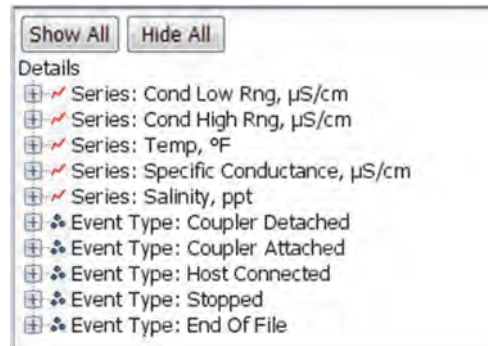 Show All Hide All
Details
Series: Cond Low Rng, µS/cm
Series: Cond High Rng, µS/cm
Series: Temp, ºF
Series: Specific Conductance, µS/cm
Series: Salinity, ppt
Event Type: Coupler Detached
Event Type: Coupler Attached
Event Type: Host Connected
Event Type: Stopped
Event Type: End Of File